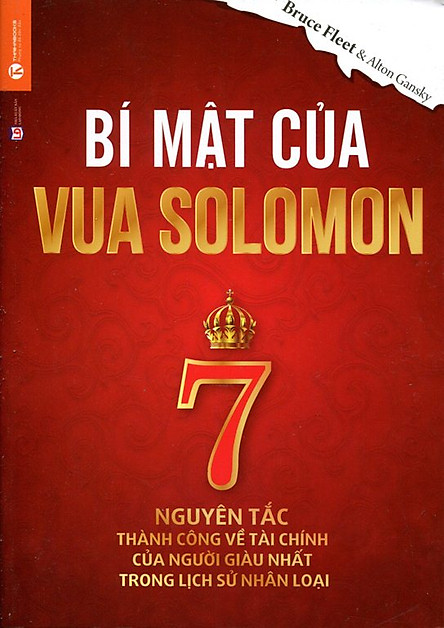 Bruce Fleet & Alton Gansky
THAIHABOOKS
BÍ MẬT CỦA
VUA SOLOMON
7
NGUYÊN TẮC
THÀNH CÔNG VỀ TÀI CHÍNH
CỦA NGƯỜI GIÀU NHẤT
TRONG LỊCH SỬ NHÂN LOẠI